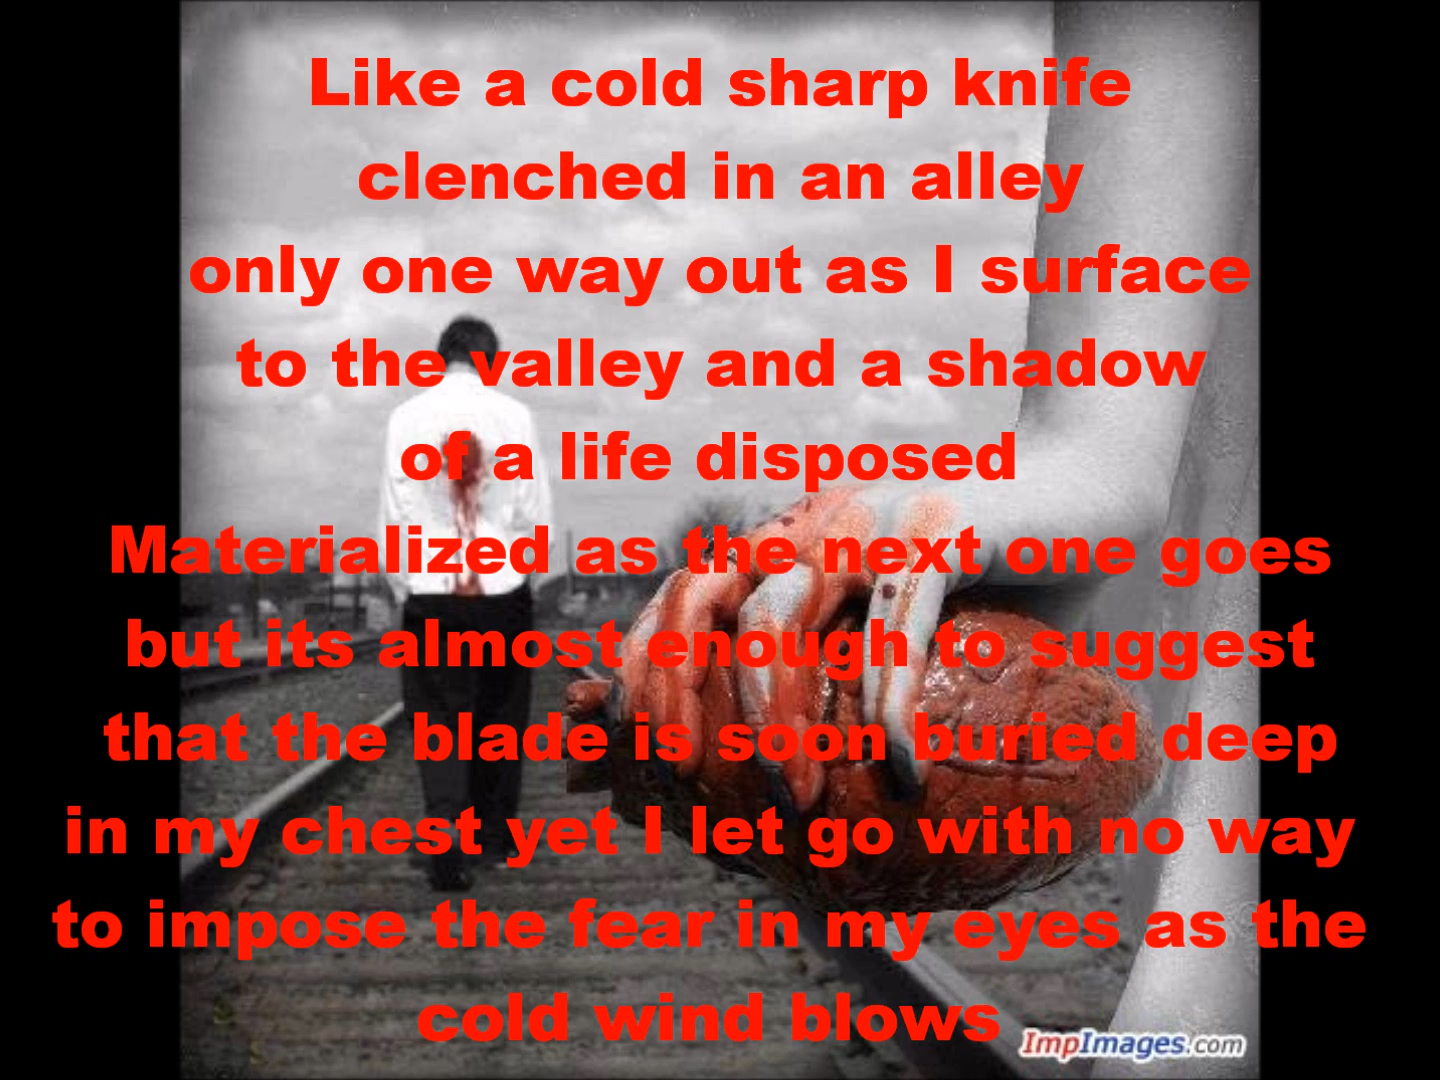 Like a cold sharp knife
clenched in an alley
only one way out as I surface
to the valley and a shadow
of a life disposed
Materialized as the next one goes
but its almost enough to suggest
that the blade is soon buried deep
in my chest yet I let go with no way
to impose the fear in my eyes as the
cold wind blows
ImpImages.com